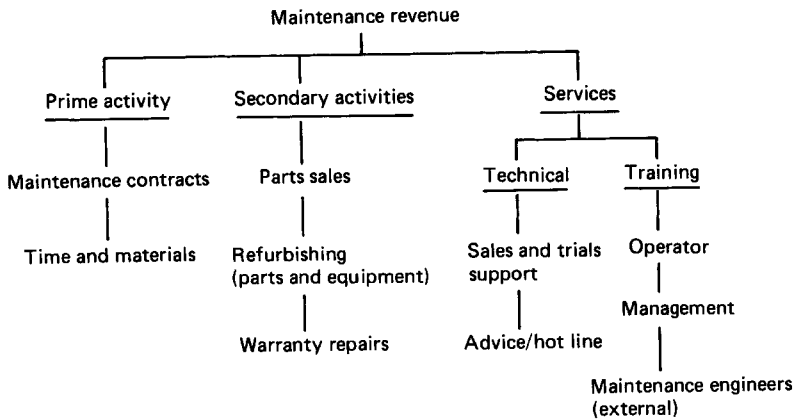 Maintenance revenue
Prime activity
Secondary activities
Services
Maintenance contracts
Parts sales
Technical
Training
Time and materials
Refurbishing
(parts and equipment)
Sales and trials
support
Operator
Warranty repairs
Advice/hot line
Management
Maintenance engineers
(external)